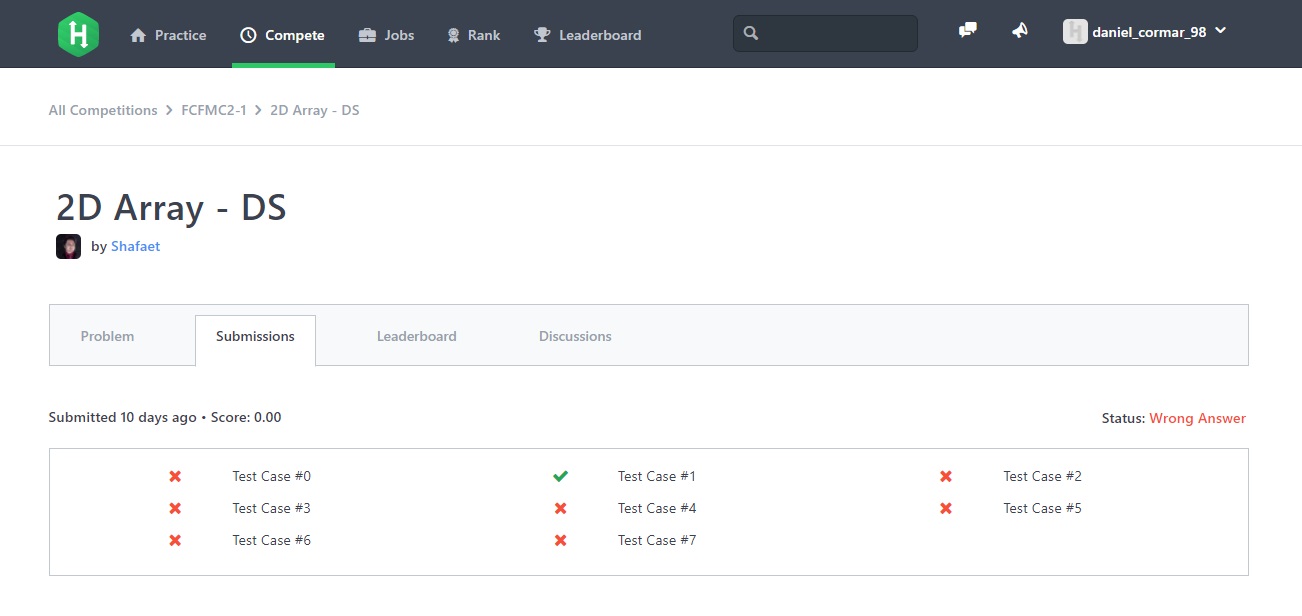 H Practice Compete Jobs Rank Leaderboard H daniel_cormar_98
All Competitions > FCFMC2-1 > 2D Array - DS
2D Array - DS
by Shafaet
Problem Submissions Leaderboard Discussions
Submitted 10 days ago • Score: 0.00 Status: Wrong Answer
Test Case #0 Test Case #1 Test Case #2
Test Case #3 Test Case #4 Test Case #5
Test Case #6 Test Case #7